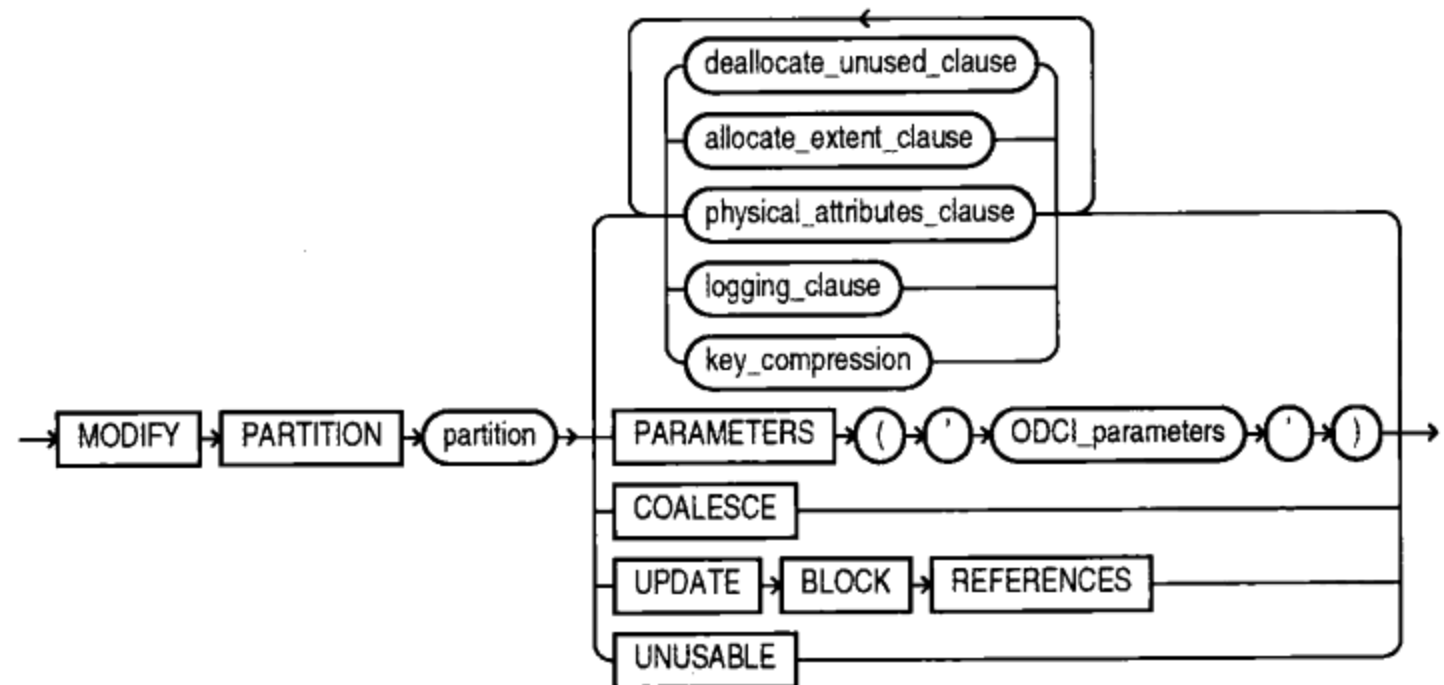 deallocate_unused_clause
allocate_extent_clause
physical_attributes_clause
logging_clause
key_compression
MODIFY PARTITION partition PARAMETERS ( ' ODCI_parameters ' )
COALESCE
UPDATE BLOCK REFERENCES
UNUSABLE